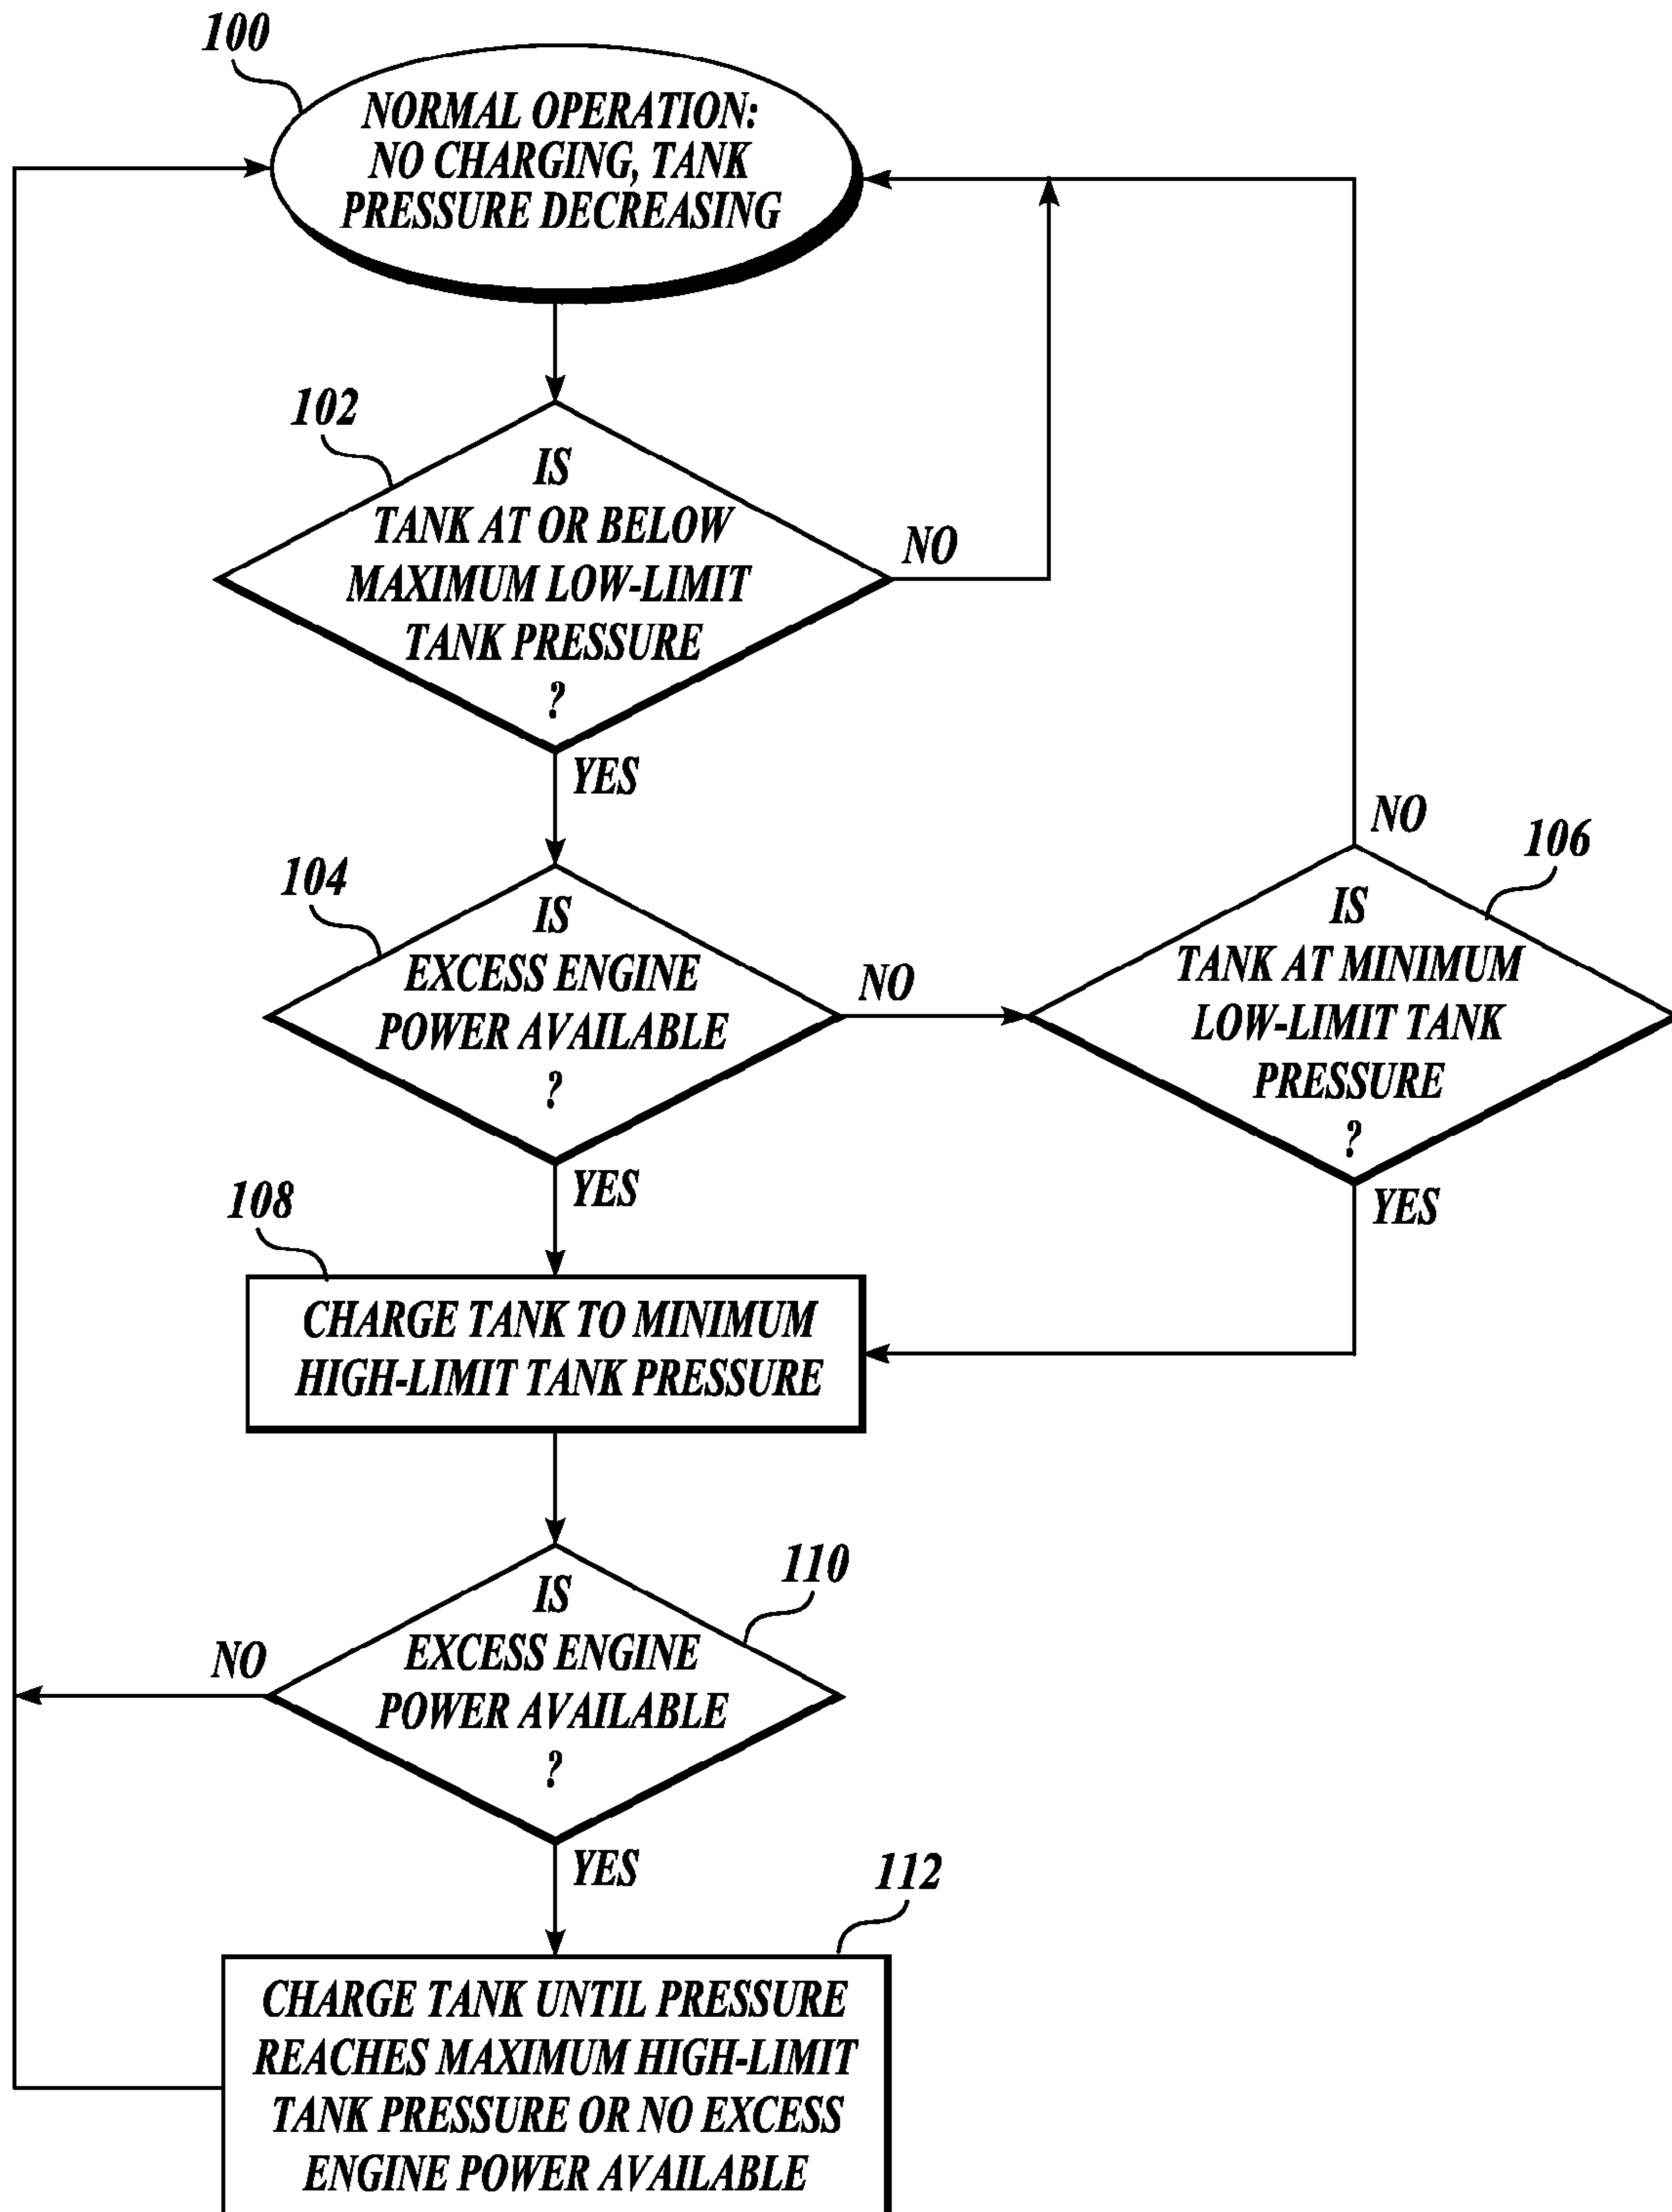 100
NORMAL OPERATION:
NO CHARGING, TANK
PRESSURE DECREASING
102
IS
TANK AT OR BELOW
MAXIMUM LOW-LIMIT
TANK PRESSURE
?
NO
YES
104
IS
EXCESS ENGINE
POWER AVAILABLE
?
NO
YES
106
NO
IS
TANK AT MINIMUM
LOW-LIMIT TANK
PRESSURE
?
YES
108
CHARGE TANK TO MINIMUM
HIGH-LIMIT TANK PRESSURE
110
IS
EXCESS ENGINE
POWER AVAILABLE
?
NO
YES
112
CHARGE TANK UNTIL PRESSURE
REACHES MAXIMUM HIGH-LIMIT
TANK PRESSURE OR NO EXCESS
ENGINE POWER AVAILABLE